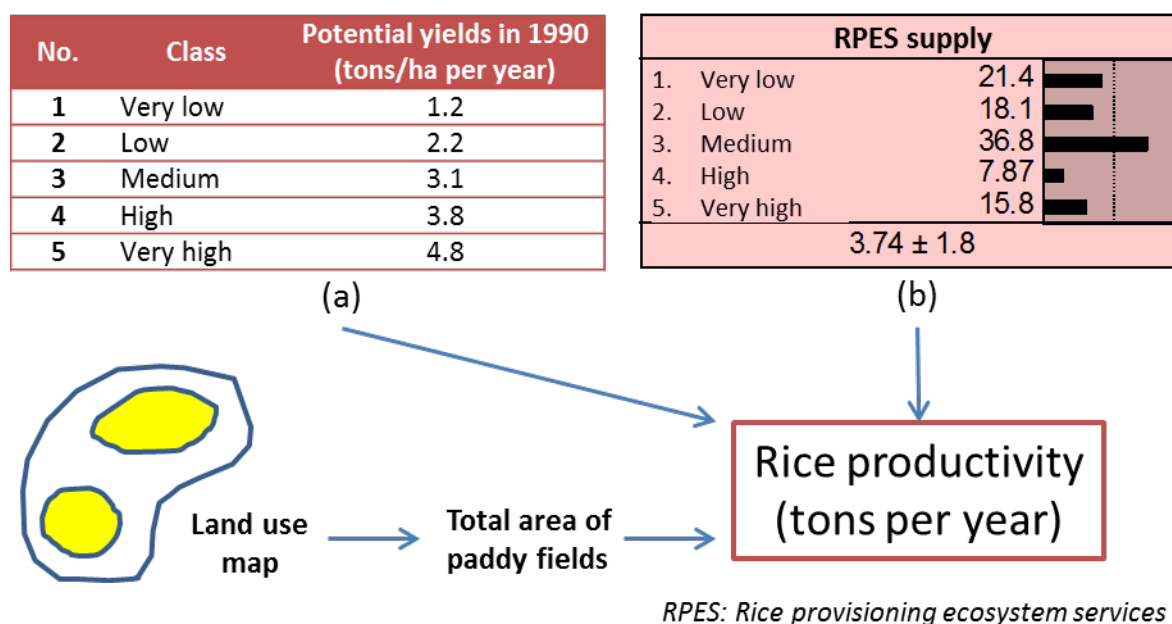 No. Class Potential yields in 1990
(tons/ha per year)
1 Very low 1.2
2 Low 2.2
3 Medium 3.1
4 High 3.8
5 Very high 4.8
(a)
RPES supply
1. Very low 21.4
2. Low 18.1
3. Medium 36.8
4. High 7.87
5. Very high 15.8
3.74 ± 1.8
(b)
Land use
map
Total area of
paddy fields
Rice productivity
(tons per year)
RPES: Rice provisioning ecosystem services